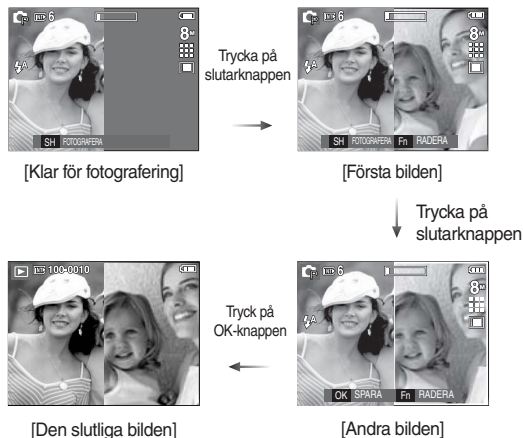 6
8M
SH FOTOGRAFERA
[Klar för fotografering]
Trycka på
slutarknappen
6
8M
SH FOTOGRAFERA Fn RADERA
[Första bilden]
Trycka på
slutarknappen
6
8M
OK SPARA Fn RADERA
[Andra bilden]
Tryck på
OK-knappen
100-0010
[Den slutliga bilden]